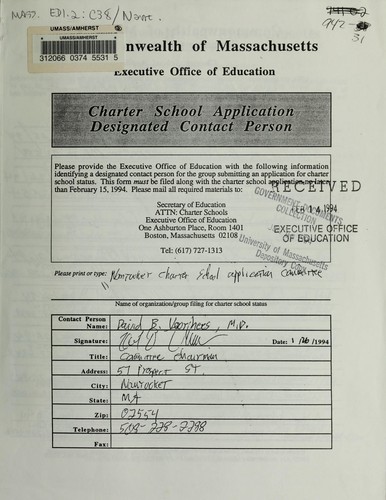 MASS. ED1.2: C38/
UMASS/AMHERST
UMASS/AMHERST
312066 0374 5531 5
nwealth of Massachusetts
Executive Office of Education
Charter School Application
Designated Contact Person
Please provide the Executive Office of Education with the following information
identifying a designated contact person for the group submitting an application for charter
school status. This form must be filed along with the charter school application no later
than February 15, 1994. Please mail all required materials to:
Secretary of Education
ATTN: Charter Schools
Executive Office of Education
One Ashburton Place, Room 1401
Boston, Massachusetts 02108
Tel: (617) 727-1313
RECEIVED
FEB 14 1994
EXECUTIVE OFFICE
OF EDUCATION
GOVERNMENT DOCUMENTS
COLLECTION
University of Massachusetts
Depository Copy
Please print or type: Nantucket Charter School application Committee
Name of organization/group filing for charter school status
Contact Person
Name: David B. Voorhees, M.D.
Signature:
Date: 1/26/1994
Title: Committee Chairman
Address: 57 Prospect ST.
City: Nantucket
State: MA
Zip: 02554
Telephone: 508-228-2298
Fax: